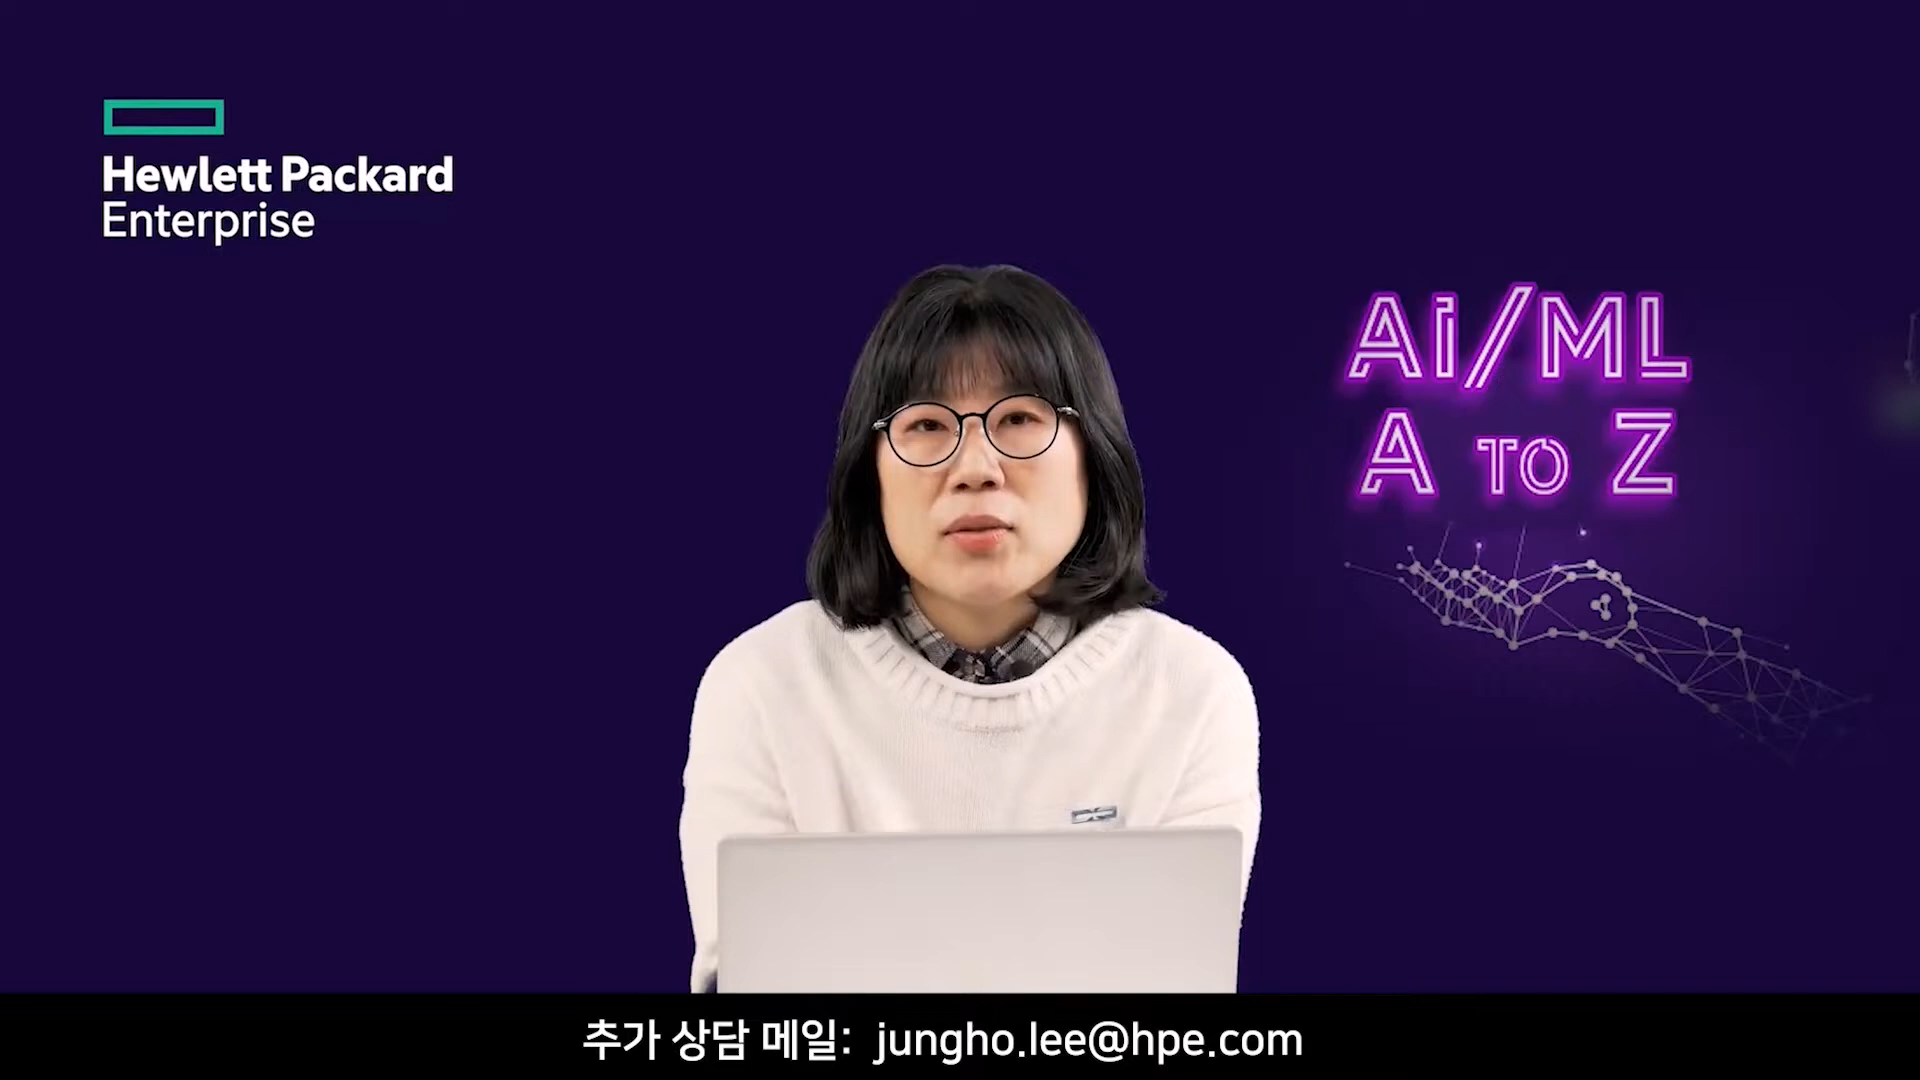 Hewlett Packard
Enterprise
Ai/ML
A TO Z
추가 상담 메일: jungho.lee@hpe.com